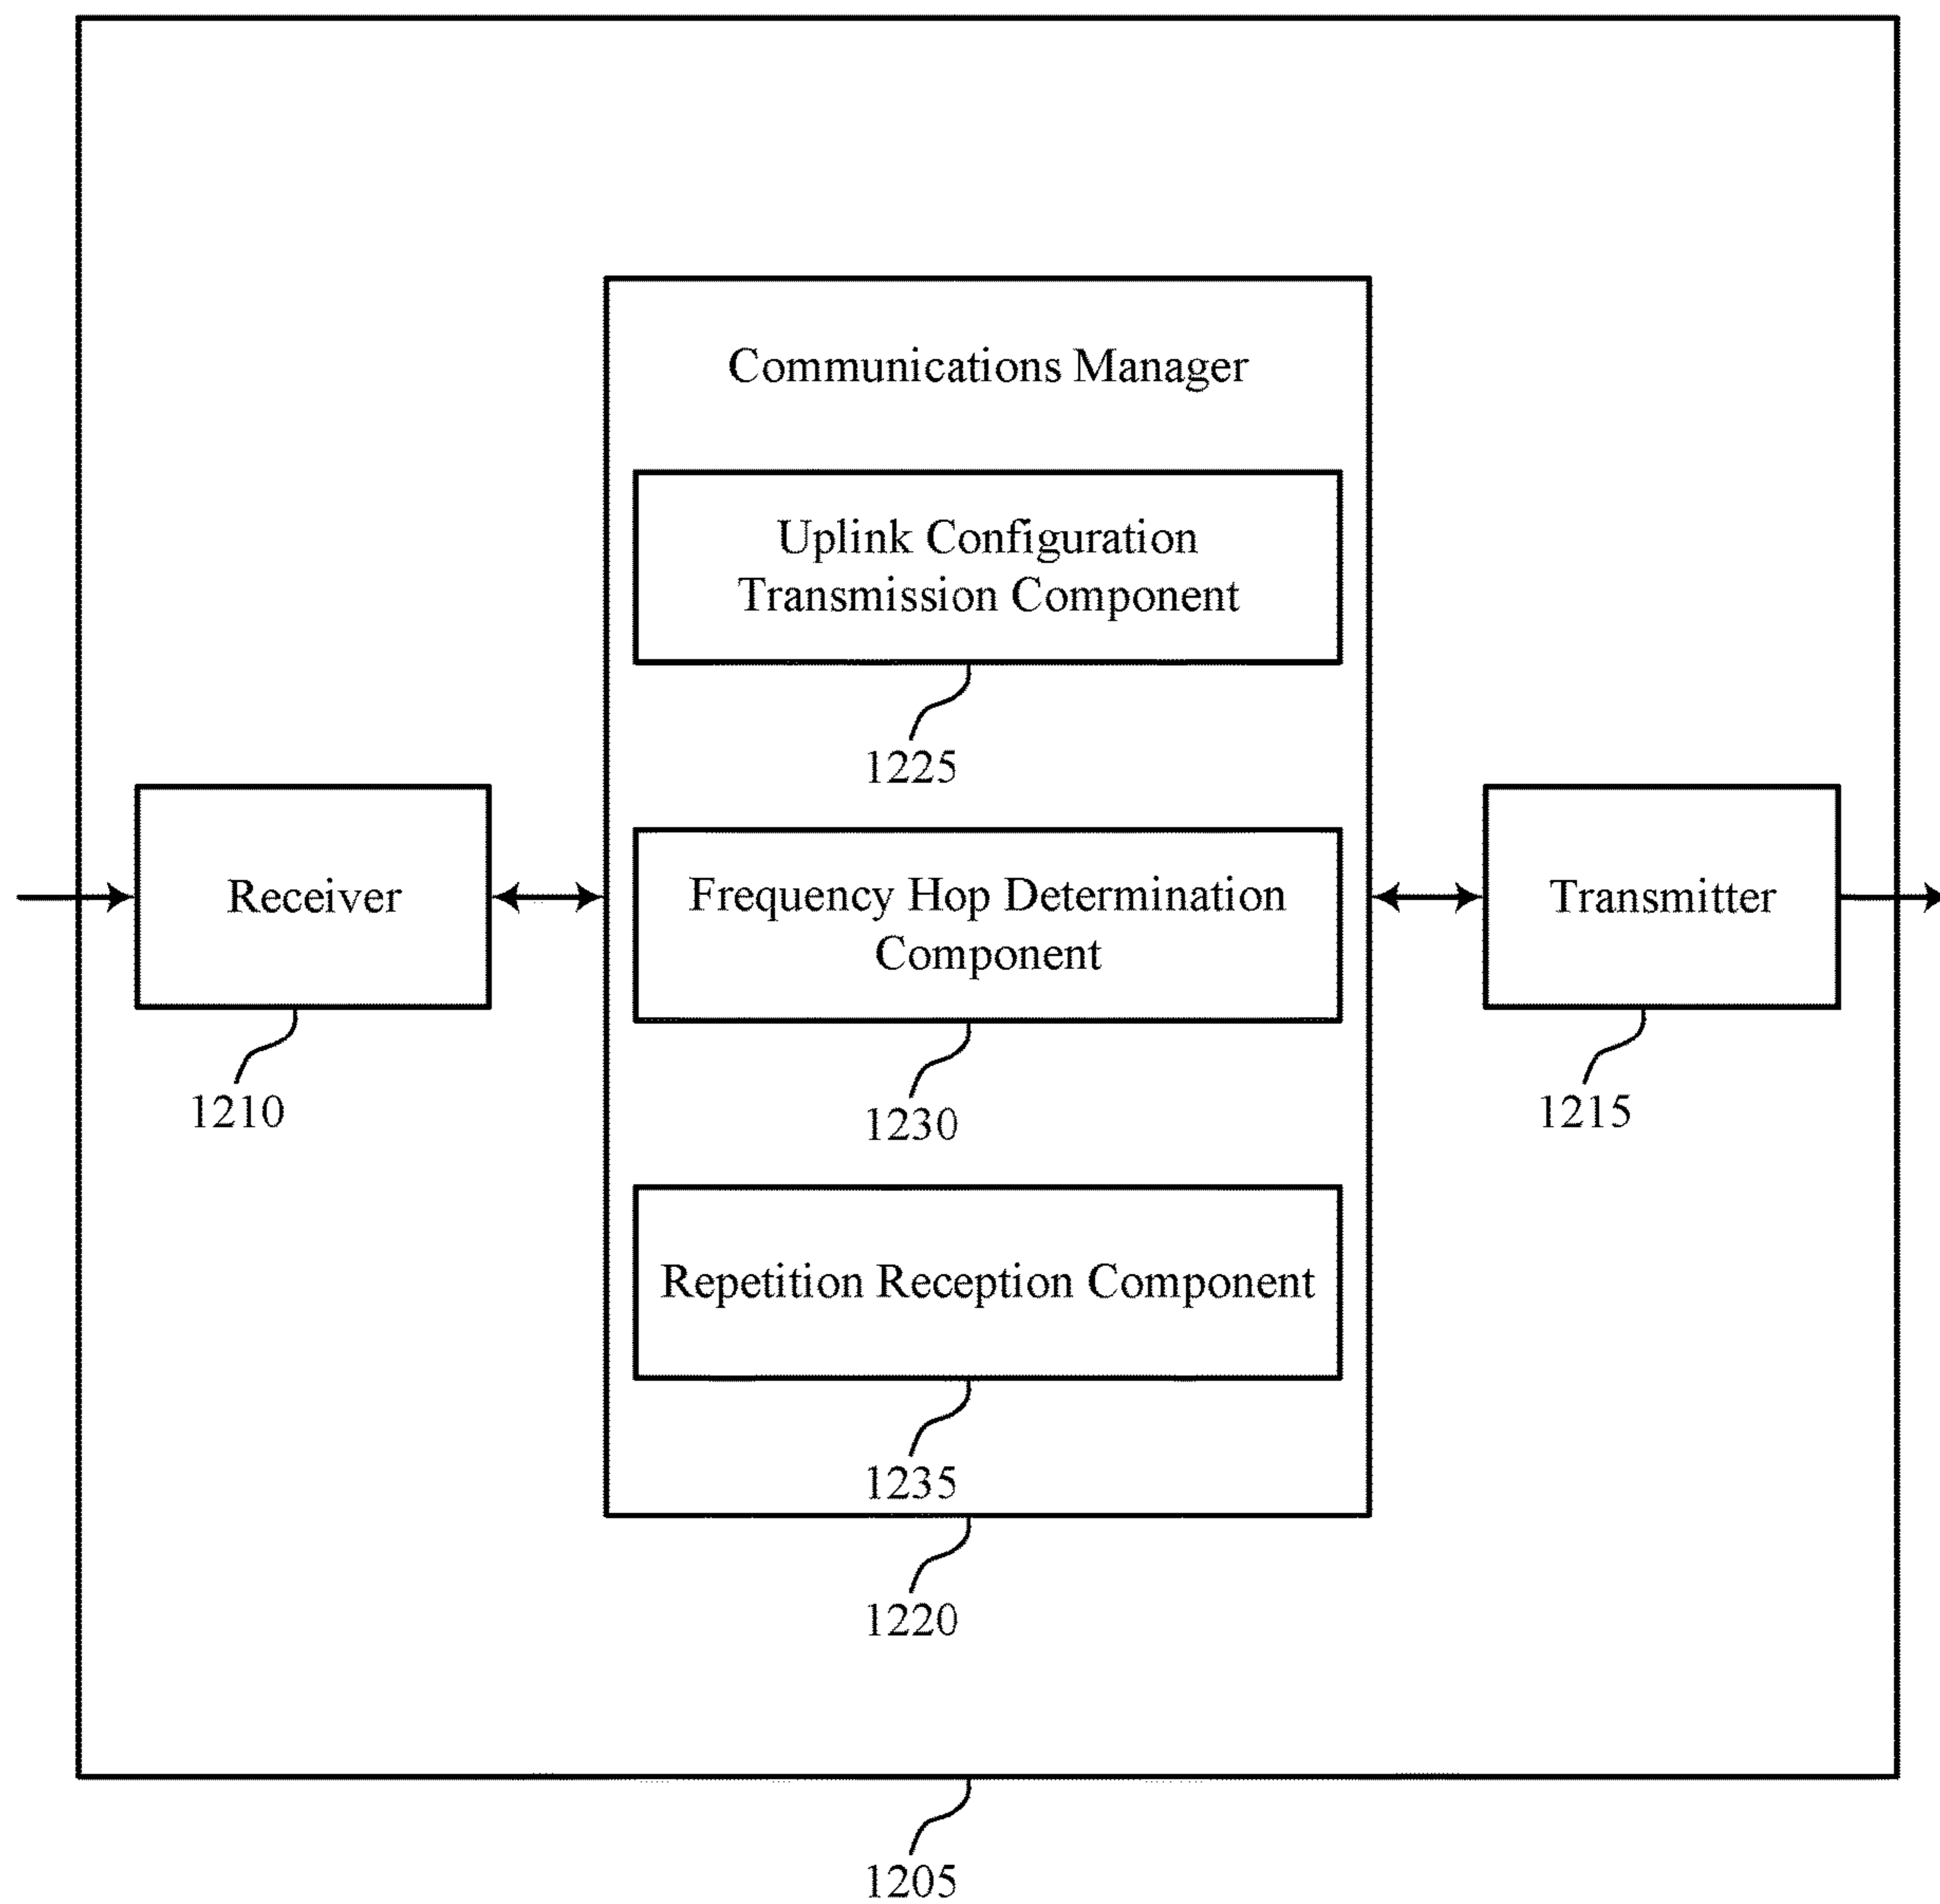 Communications Manager
Uplink Configuration
Transmission Component
1225
Receiver
1210
Frequency Hop Determination
Component
1230
Transmitter
1215
Repetition Reception Component
1235
1220
1205